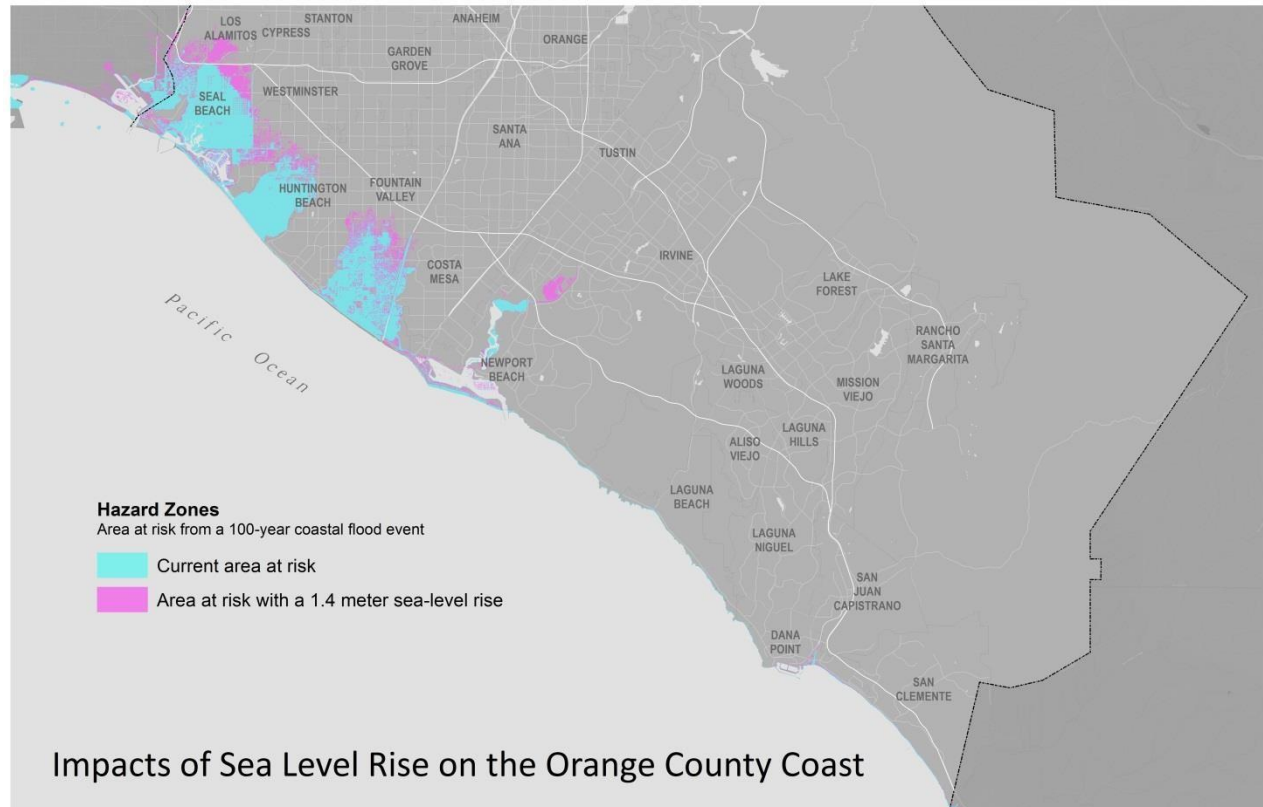 LOS
ALAMITOS
STANTON
CYPRESS
ANAHEIM
ORANGE
GARDEN
GROVE
SEAL
BEACH
WESTMINSTER
SANTA
ANA
TUSTIN
HUNTINGTON
BEACH
FOUNTAIN
VALLEY
COSTA
MESA
IRVINE
LAKE
FOREST
RANCHO
SANTA
MARGARITA
Pacific Ocean
NEWPORT
BEACH
LAGUNA
WOODS
MISSION
VIEJO
LAGUNA
HILLS
ALISO
VIEJO
LAGUNA
BEACH
LAGUNA
NIGUEL
SAN
JUAN
CAPISTRANO
DANA
POINT
SAN
CLEMENTE
Hazard Zones
Area at risk from a 100-year coastal flood event
Current area at risk
Area at risk with a 1.4 meter sea-level rise
Impacts of Sea Level Rise on the Orange County Coast